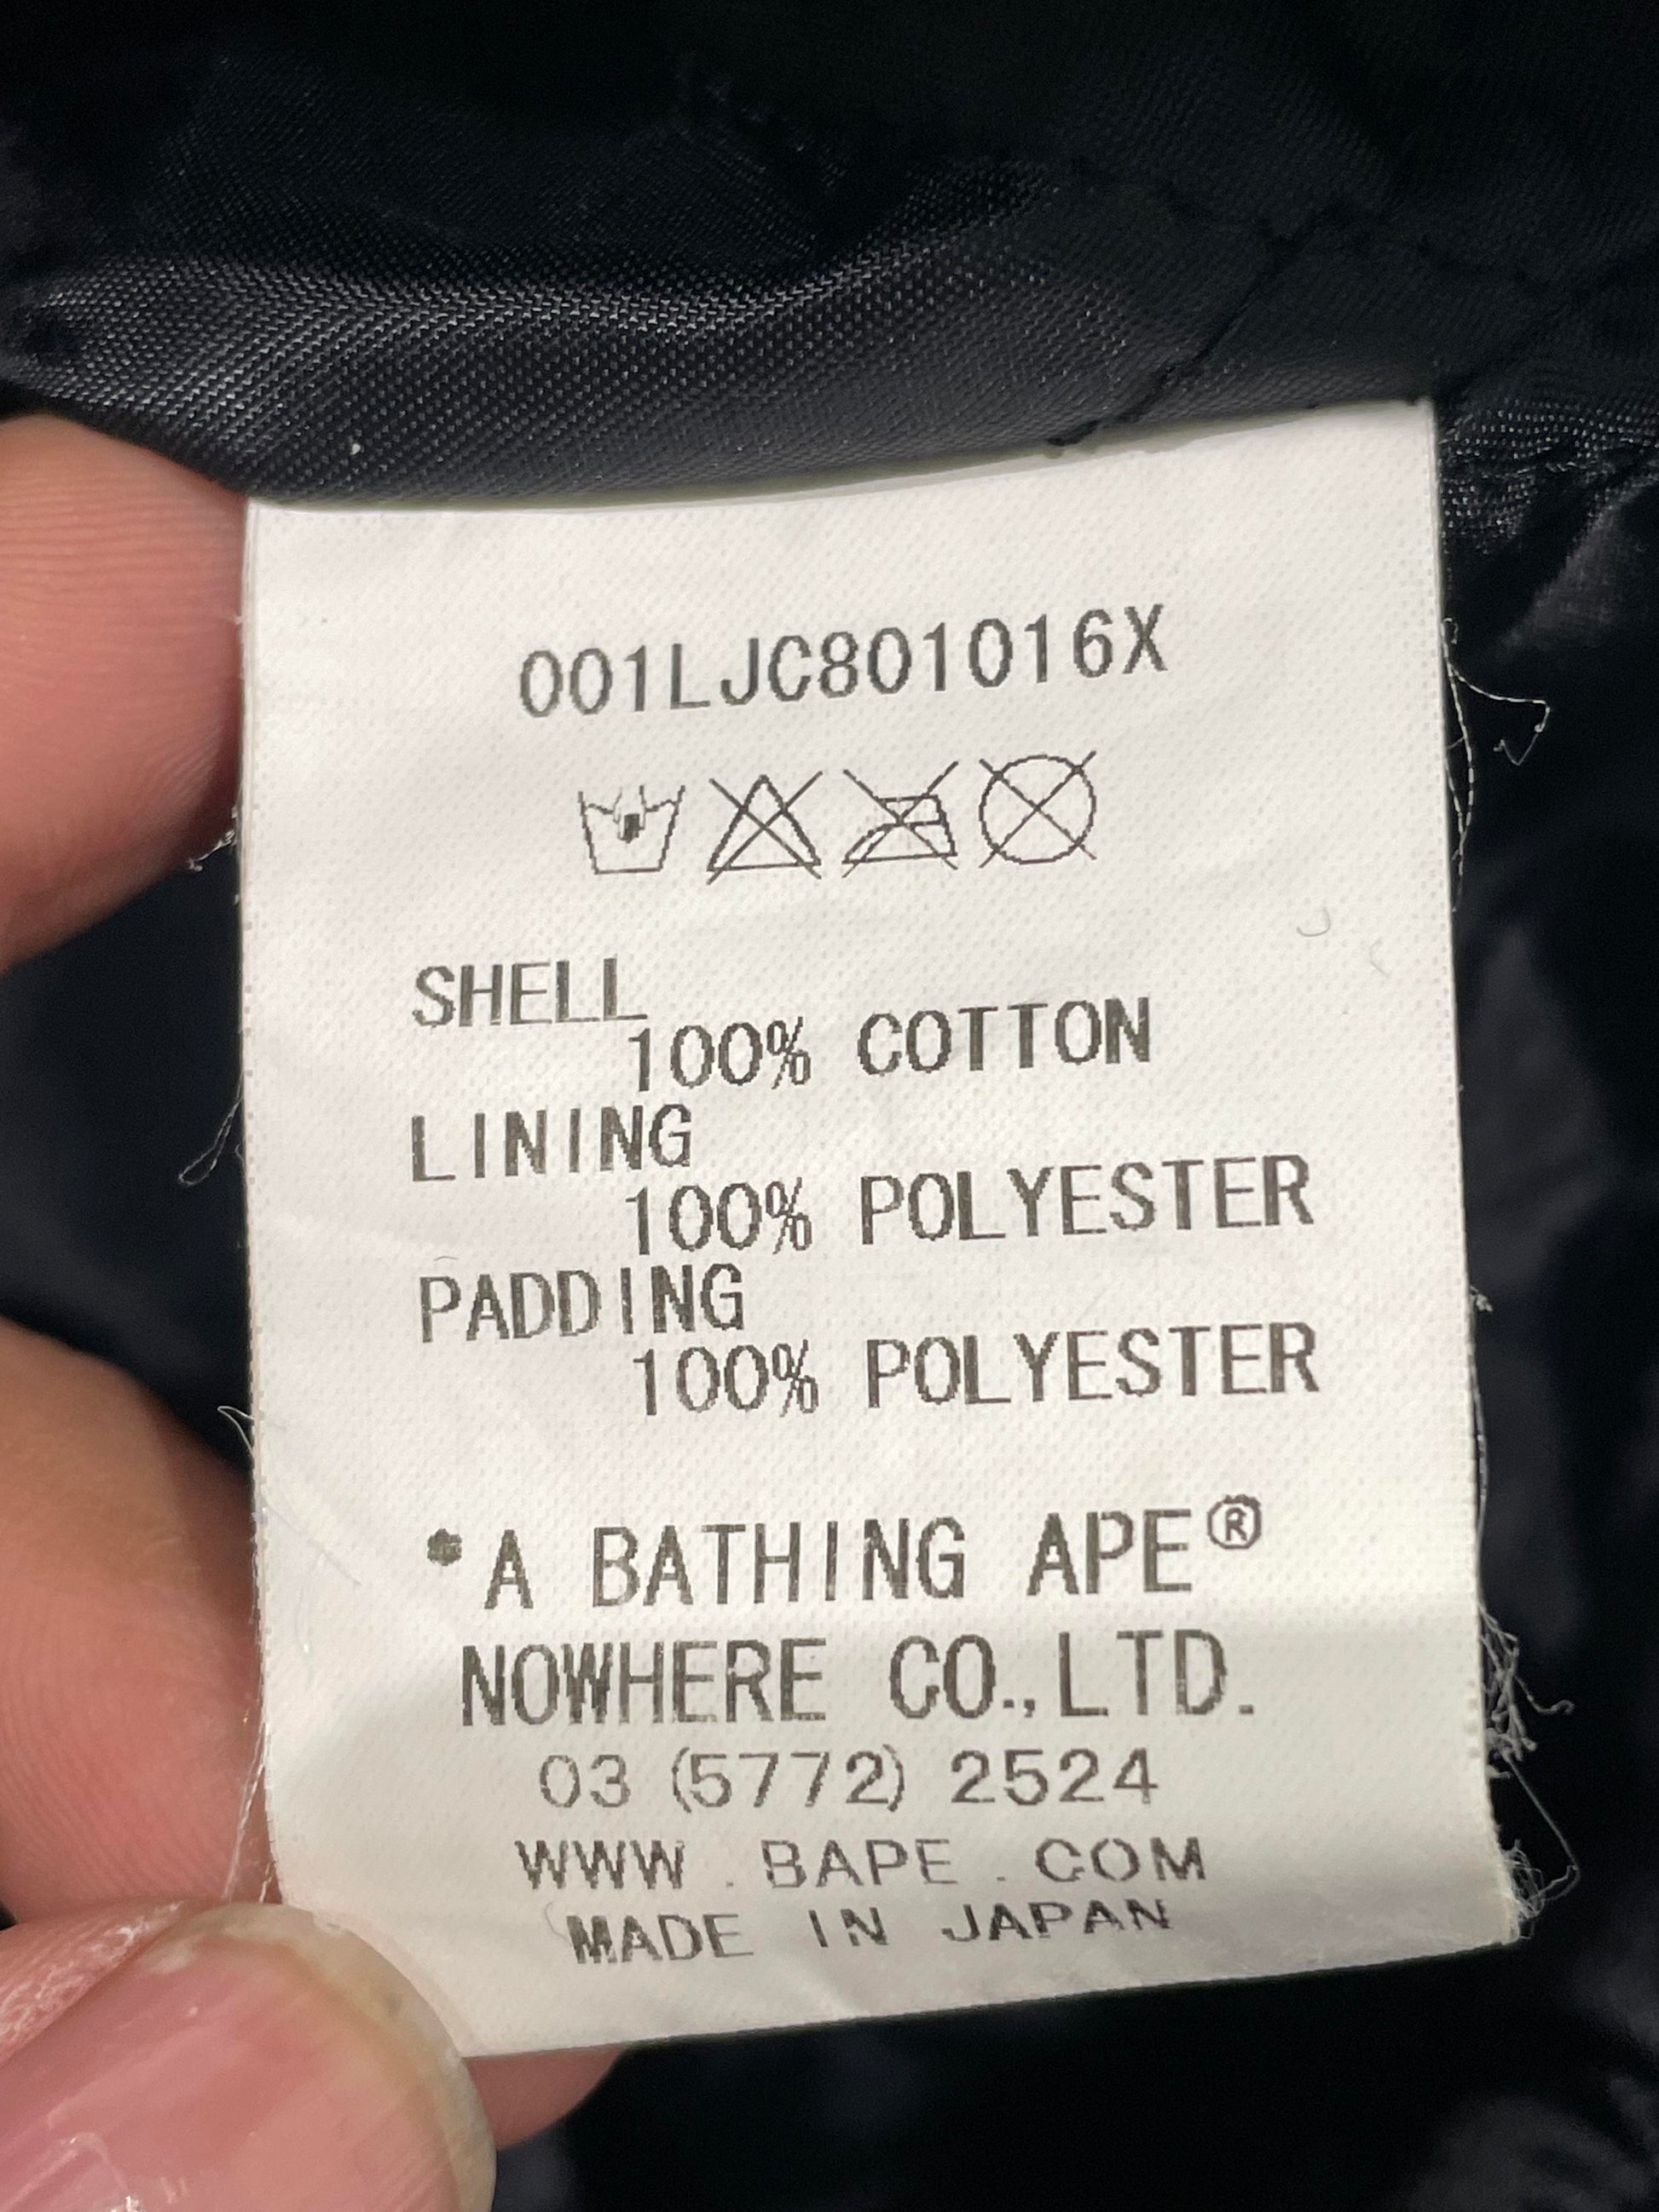 001LJC801016X
SHELL
100% COTTON
LINING
100% POLYESTER
PADDING
100% POLYESTER
*A BATHING APE®
NOWHERE CO.,LTD.
03 (5772) 2524
WWW.BAPE.COM
MADE IN JAPAN